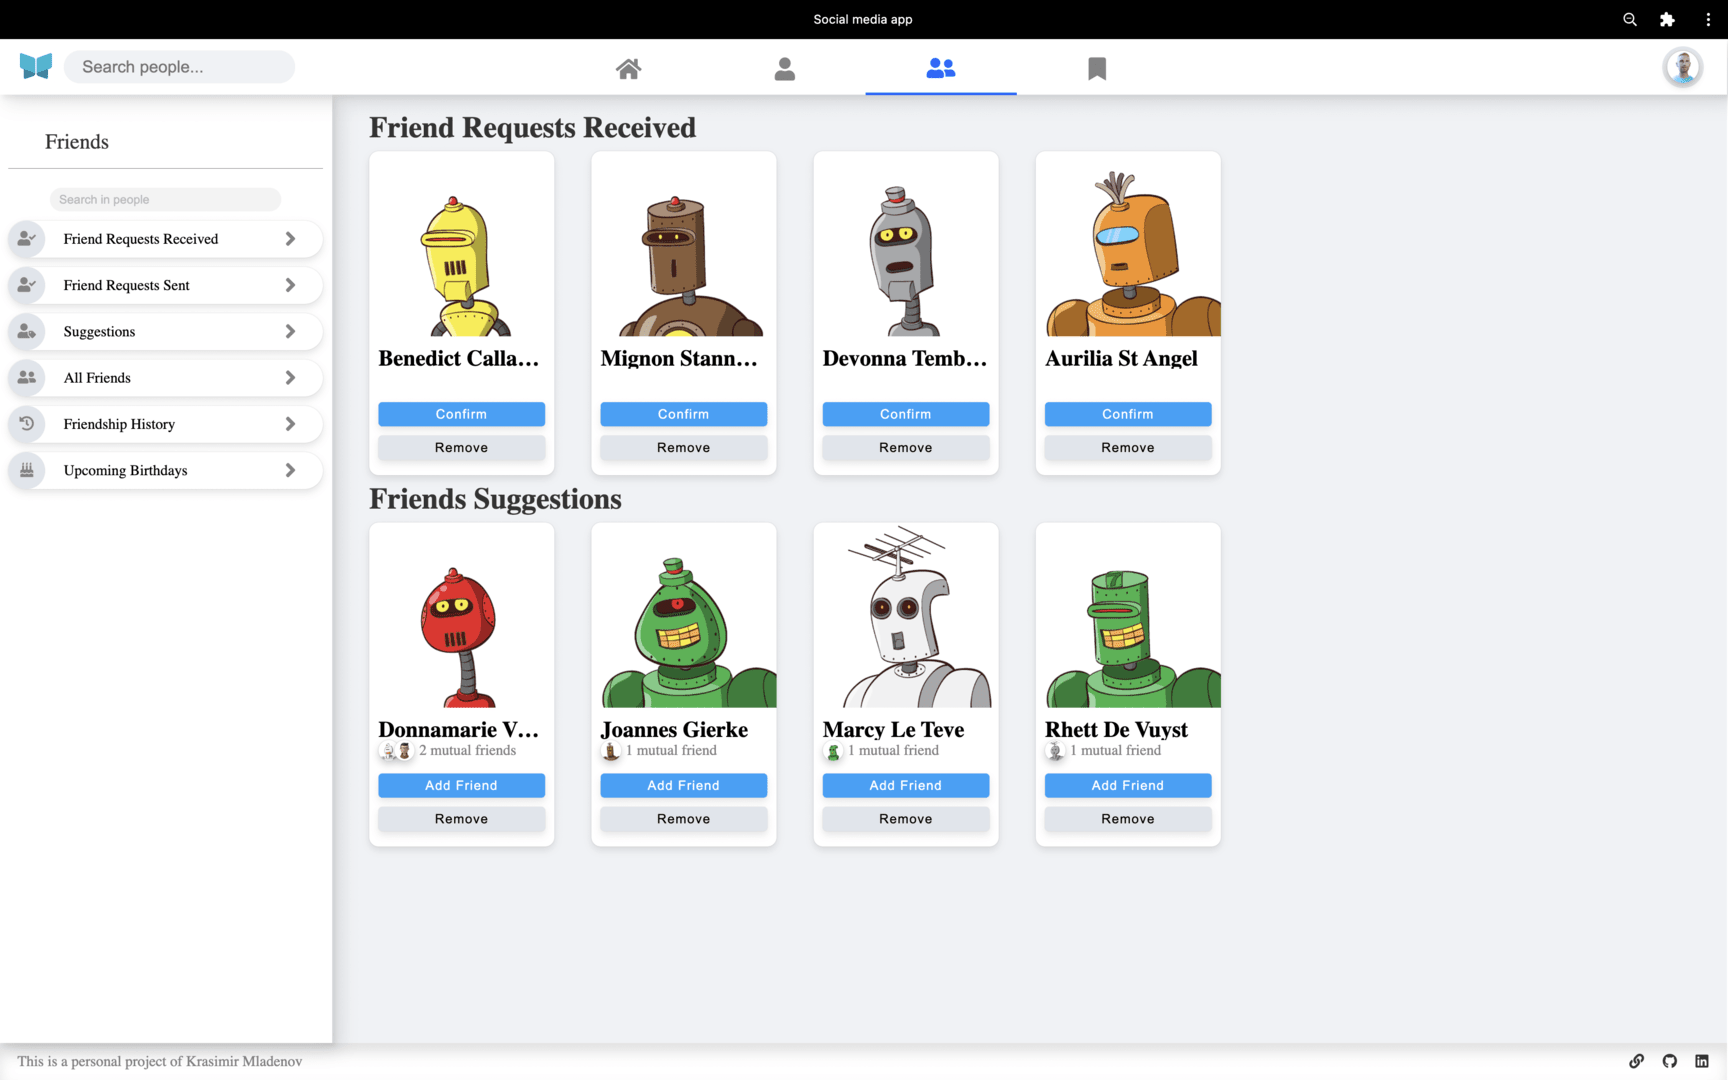 Social media app
Search people...
Friends
Search in people
Friend Requests Received
Friend Requests Sent
Suggestions
All Friends
Friendship History
Upcoming Birthdays
Friend Requests Received
Benedict Calla...
Mignon Stann...
Devonna Temb...
Aurilia St Angel
Confirm
Confirm
Confirm
Confirm
Remove
Remove
Remove
Remove
Friends Suggestions
Donnamarie V...
Joannes Gierke
Marcy Le Teve
Rhett De Vuyst
2 mutual friends
1 mutual friend
1 mutual friend
1 mutual friend
Add Friend
Add Friend
Add Friend
Add Friend
Remove
Remove
Remove
Remove
This is a personal project of Krasimir Mladenov